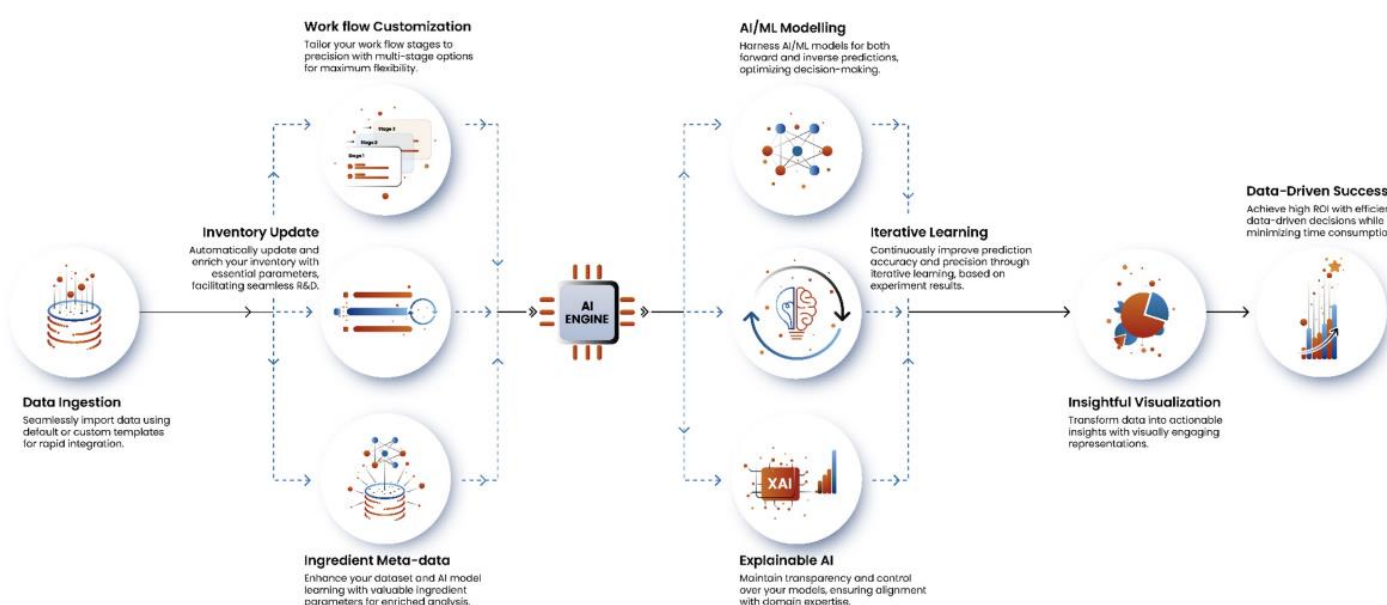 Work flow Customization
Tailor your work flow stages to
precision with multi-stage options
for maximum flexibility.
Stage 3
Stage 2
Stage 1
AI/ML Modelling
Harness AI/ML models for both
forward and inverse predictions,
optimizing decision-making.
Inventory Update
Automatically update and
enrich your inventory with
essential parameters,
facilitating seamless R&D.
Iterative Learning
Continuously improve prediction
accuracy and precision through
iterative learning, based on
experiment results.
Data-Driven Success
Achieve high ROI with
data-driven decisions while
minimizing time
AI
ENGINE
Data Ingestion
Seamlessly import data using
default or custom templates
for rapid integration.
Insightful Visualization
Transform data into actionable
insights with visually engaging
representations.
XAI
Ingredient Meta-data
Enhance your dataset and AI model
learning with valuable ingredient
parameters for enriched analysis.
Explainable AI
Maintain transparency and control
over your models, ensuring alignment
with domain expertise.